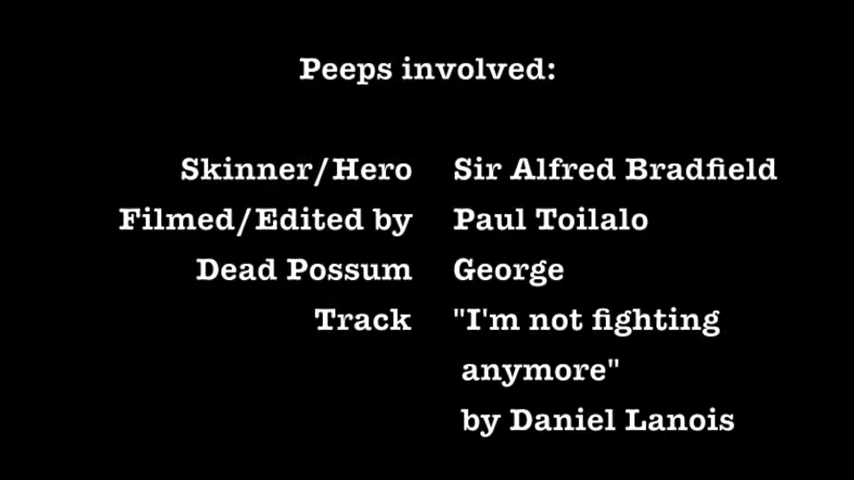 Peeps involved:
Skinner/Hero Sir Alfred Bradfield
Filmed/Edited by Paul Toilalo
Dead Possum George
Track "I'm not fighting
anymore"
by Daniel Lanois